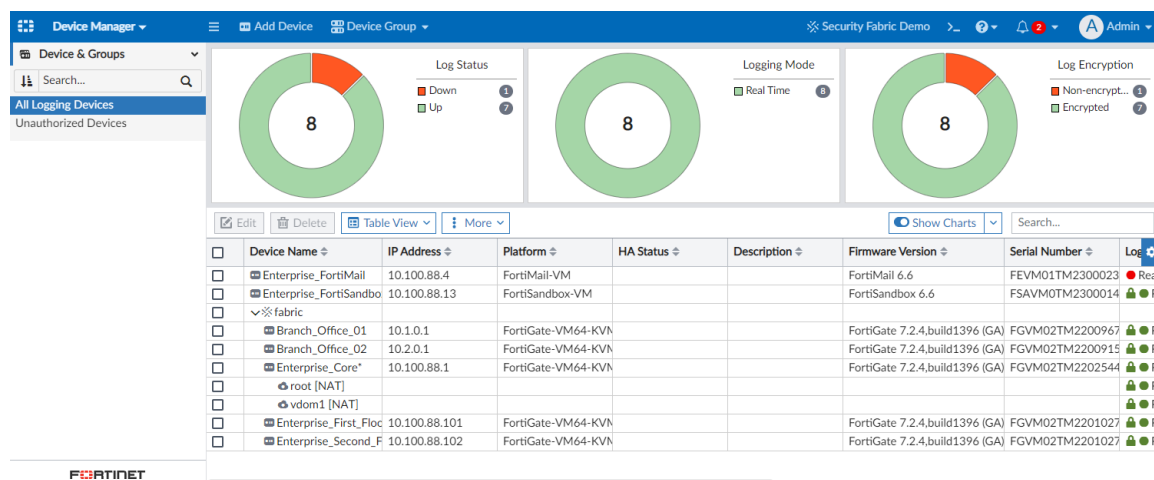 Device Manager Add Device Device Group Security Fabric Demo >_ ? 2 A Admin
Device & Groups
Search...
All Logging Devices
Unauthorized Devices
8
Log Status
Down 1
Up 7
8
Logging Mode
Real Time 8
8
Log Encryption
Non-encrypt... 1
Encrypted 7
Edit Delete Table View More Show Charts Search...
Device Name IP Address Platform HA Status Description Firmware Version Serial Number Log
Enterprise_FortiMail 10.100.88.4 FortiMail-VM FortiMail 6.6 FEVM01TM2300023 Rea
Enterprise_FortiSandbo 10.100.88.13 FortiSandbox-VM FortiSandbox 6.6 FSAVM0TM2300014
fabric
Branch_Office_01 10.1.0.1 FortiGate-VM64-KVM FortiGate 7.2.4,build1396 (GA) FGVM02TM2200967
Branch_Office_02 10.2.0.1 FortiGate-VM64-KVM FortiGate 7.2.4,build1396 (GA) FGVM02TM2200915
Enterprise_Core* 10.100.88.1 FortiGate-VM64-KVM FortiGate 7.2.4,build1396 (GA) FGVM02TM2202544
root [NAT]
vdom1 [NAT]
Enterprise_First_Floo 10.100.88.101 FortiGate-VM64-KVM FortiGate 7.2.4,build1396 (GA) FGVM02TM2201027
Enterprise_Second_F 10.100.88.102 FortiGate-VM64-KVM FortiGate 7.2.4,build1396 (GA) FGVM02TM2201027
FORTINET